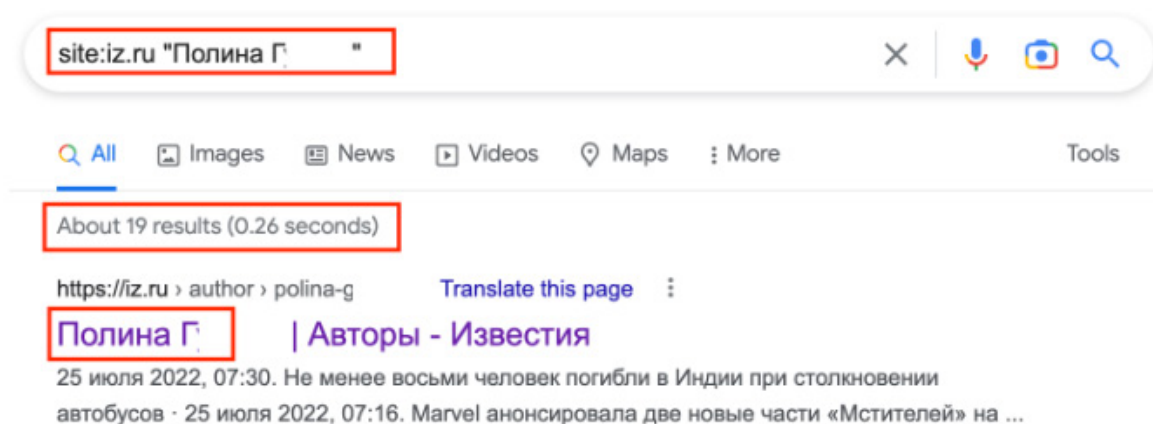 site:iz.ru "Полина Г "
All Images News Videos Maps More Tools
About 19 results (0.26 seconds)
https://iz.ru › author › polina-g Translate this page
Полина Г | Авторы - Известия
25 июля 2022, 07:30. Не менее восьми человек погибли в Индии при столкновении
автобусов · 25 июля 2022, 07:16. Marvel анонсировала две новые части «Мстителей» на ...